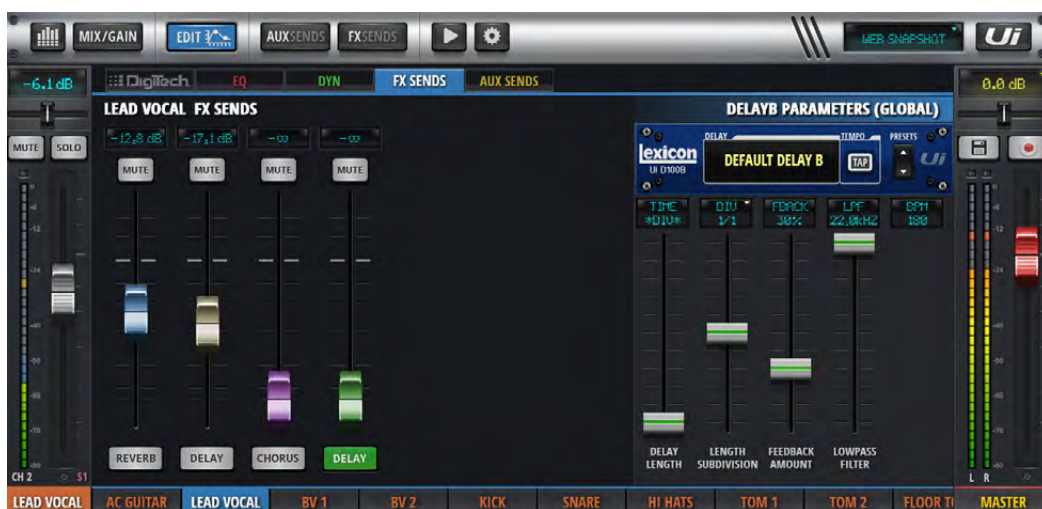 MIX/GAIN EDIT AUXSENDS FXSENDS WEB SNAPSHOT Ui
-6.1 dB DigiTech EQ DYN FX SENDS AUX SENDS 0.0 dB
LEAD VOCAL FX SENDS DELAYB PARAMETERS (GLOBAL)
-12.8 dB -17.1 dB -∞ -∞
MUTE SOLO MUTE MUTE MUTE MUTE
DELAY TEMPO PRESETS
lexicon DEFAULT DELAY B TAP Ui
Ui D100B
TIME DIV FBACK LPF BPM
*DIV* 1/1 30% 22.0kHZ 180
REVERB DELAY CHORUS DELAY
DELAY LENGTH FEEDBACK LOWPASS
LENGTH SUBDIVISION AMOUNT FILTER
CH 2 S1 L R
LEAD VOCAL AC GUITAR LEAD VOCAL BV 1 BV 2 KICK SNARE HI HATS TOM 1 TOM 2 FLOOR MASTER